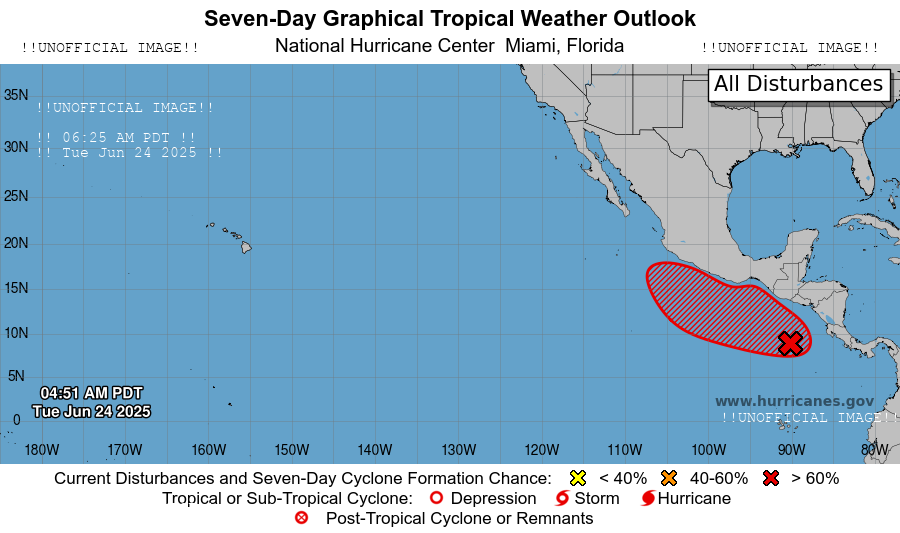 Seven-Day Graphical Tropical Weather Outlook
!!UNOFFICIAL IMAGE!! National Hurricane Center Miami, Florida !!UNOFFICIAL IMAGE!!
All Disturbances
35N
!!UNOFFICIAL IMAGE!!
!! 06:25 AM PDT !!
30N
!! Tue Jun 24 2025 !!
25N
20N
15N
10N
5N
04:51 AM PDT
www.hurricanes.gov
Tue Jun 24 2025
0
!!UNOFFICIAL IMAGE!!
180W 170W 160W 150W 140W 130W 120W 110W 100W 90W 80W
Current Disturbances and Seven-Day Cyclone Formation Chance: < 40% 40-60% > 60%
Tropical or Sub-Tropical Cyclone: Depression Storm Hurricane
Post-Tropical Cyclone or Remnants